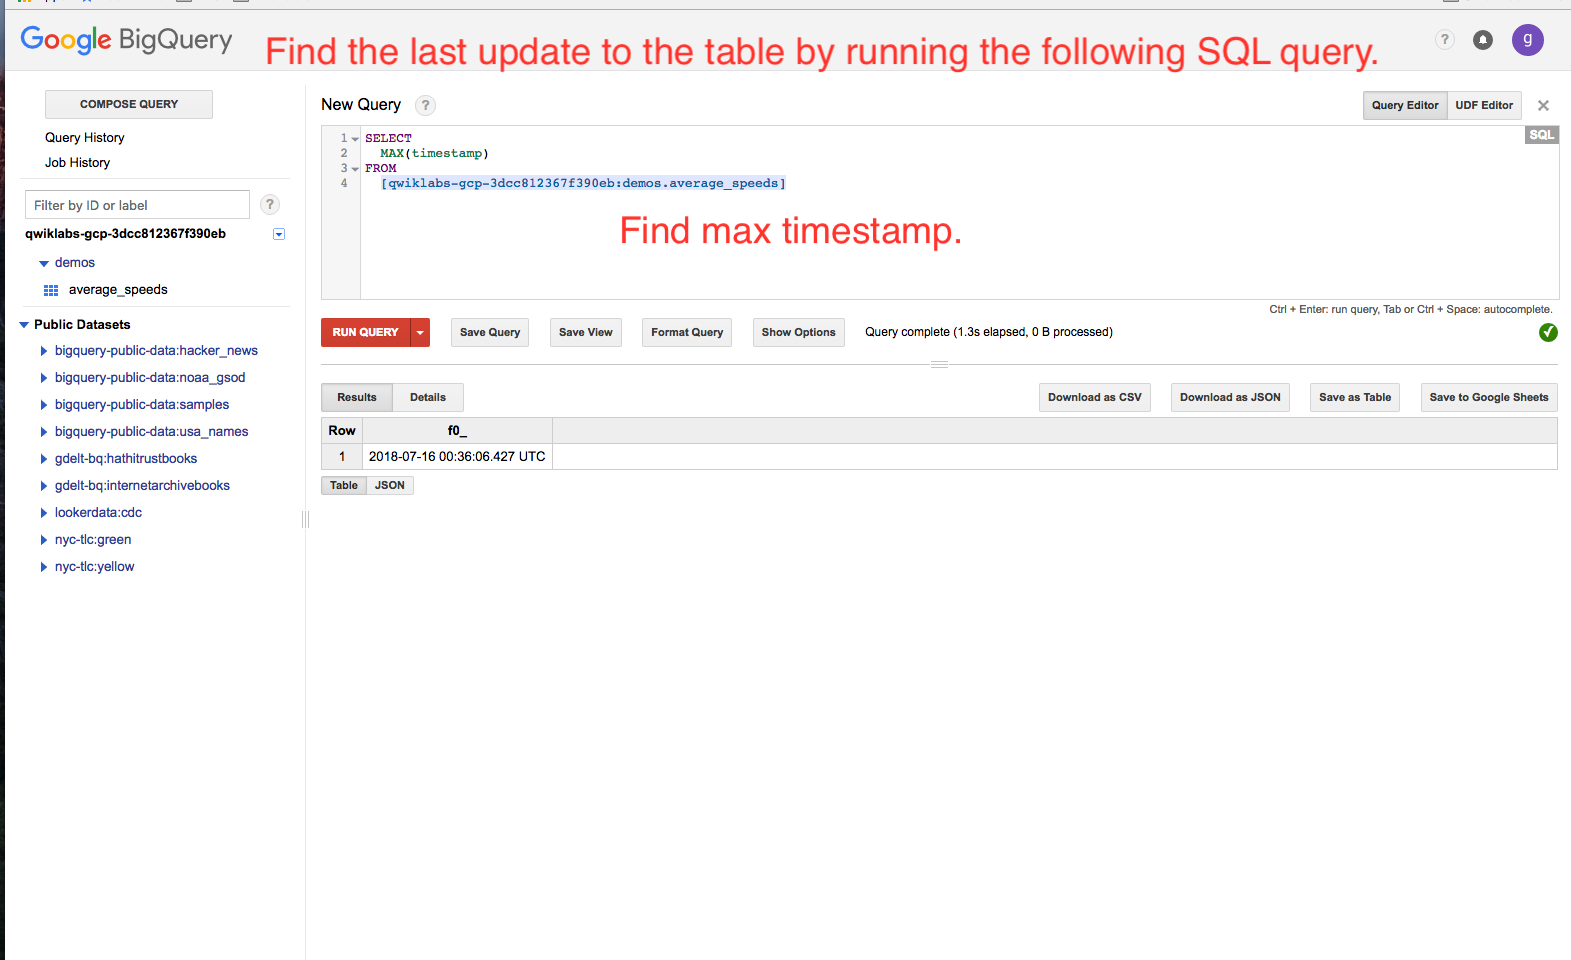 Google BigQuery
Find the last update to the table by running the following SQL query.
?
g
COMPOSE QUERY
Query History
Job History
Filter by ID or label
?
qwiklabs-gcp-3dcc812367f390eb
demos
average_speeds
Public Datasets
bigquery-public-data:hacker_news
bigquery-public-data:noaa_gsod
bigquery-public-data:samples
bigquery-public-data:usa_names
gdelt-bq:hathitrustbooks
gdelt-bq:internetarchivebooks
lookerdata:cdc
nyc-tlc:green
nyc-tlc:yellow
New Query ?
Query Editor UDF Editor
SQL
1 SELECT
2 MAX(timestamp)
3 FROM
4 [qwiklabs-gcp-3dcc812367f390eb:demos.average_speeds]
Find max timestamp.
Ctrl + Enter: run query, Tab or Ctrl + Space: autocomplete.
RUN QUERY Save Query Save View Format Query Show Options Query complete (1.3s elapsed, 0 B processed)
Results Details Download as CSV Download as JSON Save as Table Save to Google Sheets
Row f0_
1 2018-07-16 00:36:06.427 UTC
Table JSON